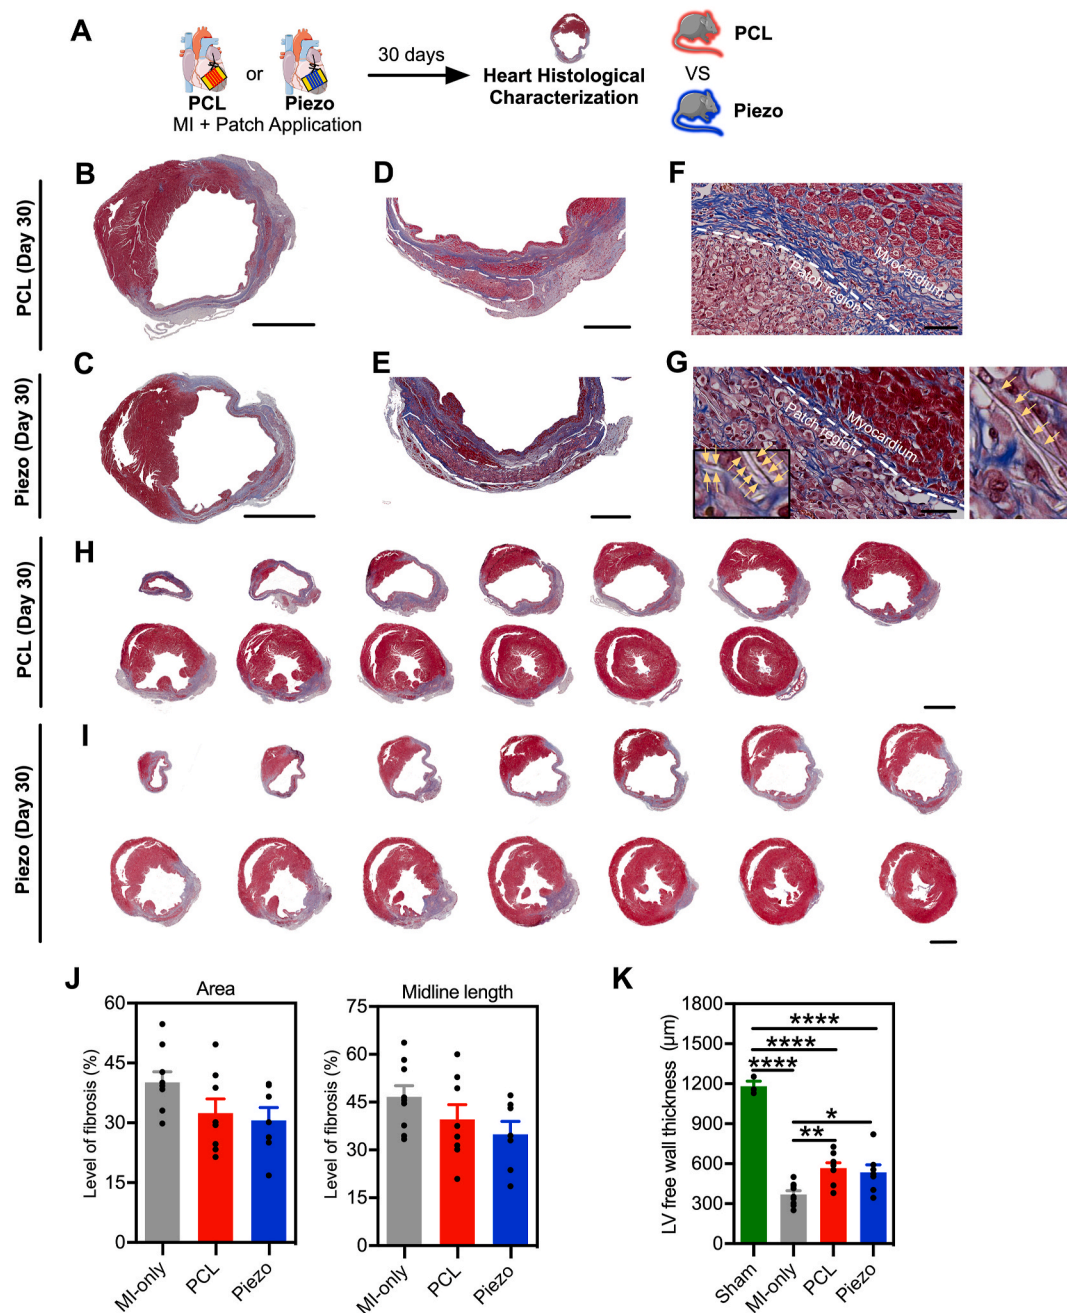 A
PCL
or
Piezo
MI + Patch Application
30 days
Heart Histological
Characterization
PCL
VS
Piezo
PCL (Day 30)
B
D
F
Myocardium
Patch region
Piezo (Day 30)
C
E
G
Myocardium
Patch region
PCL (Day 30)
H
Piezo (Day 30)
I
J
Area
Level of fibrosis (%)
60
45
30
15
0
MI-only
PCL
Piezo
Midline length
Level of fibrosis (%)
75
60
45
30
15
0
MI-only
PCL
Piezo
K
LV free wall thickness (μm)
1800
1500
1200
900
600
300
0
****
****
****
*
**
Sham
MI-only
PCL
Piezo